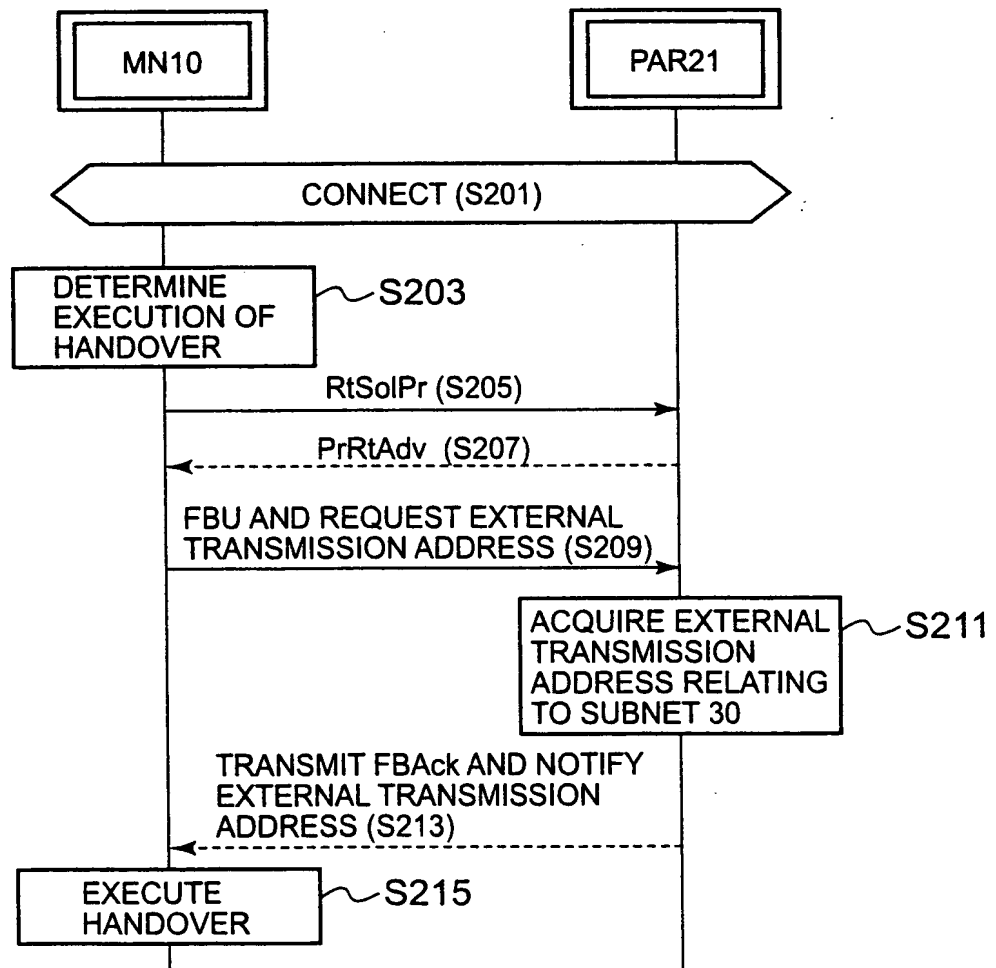 MN10
PAR21
CONNECT (S201)
DETERMINE
EXECUTION OF
HANDOVER
S203
RtSolPr (S205)
PrRtAdv (S207)
FBU AND REQUEST EXTERNAL
TRANSMISSION ADDRESS (S209)
ACQUIRE EXTERNAL
TRANSMISSION
ADDRESS RELATING
TO SUBNET 30
S211
TRANSMIT FBAck AND NOTIFY
EXTERNAL TRANSMISSION
ADDRESS (S213)
EXECUTE
HANDOVER
S215